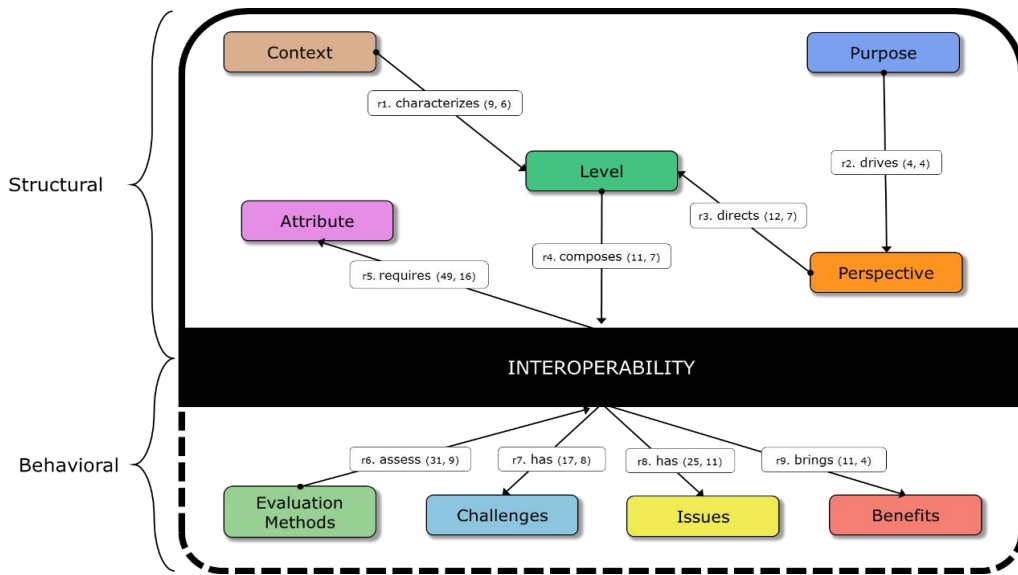 Context
Purpose
r1. characterizes (9, 6)
r2. drives (4, 4)
Level
Structural
Attribute
r3. directs (12, 7)
r4. composes (11, 7)
r5. requires (49, 16)
Perspective
INTEROPERABILITY
Behavioral
r6. assess (31, 9)
r7. has (17, 8)
r8. has (25, 11)
r9. brings (11, 4)
Evaluation
Methods
Challenges
Issues
Benefits